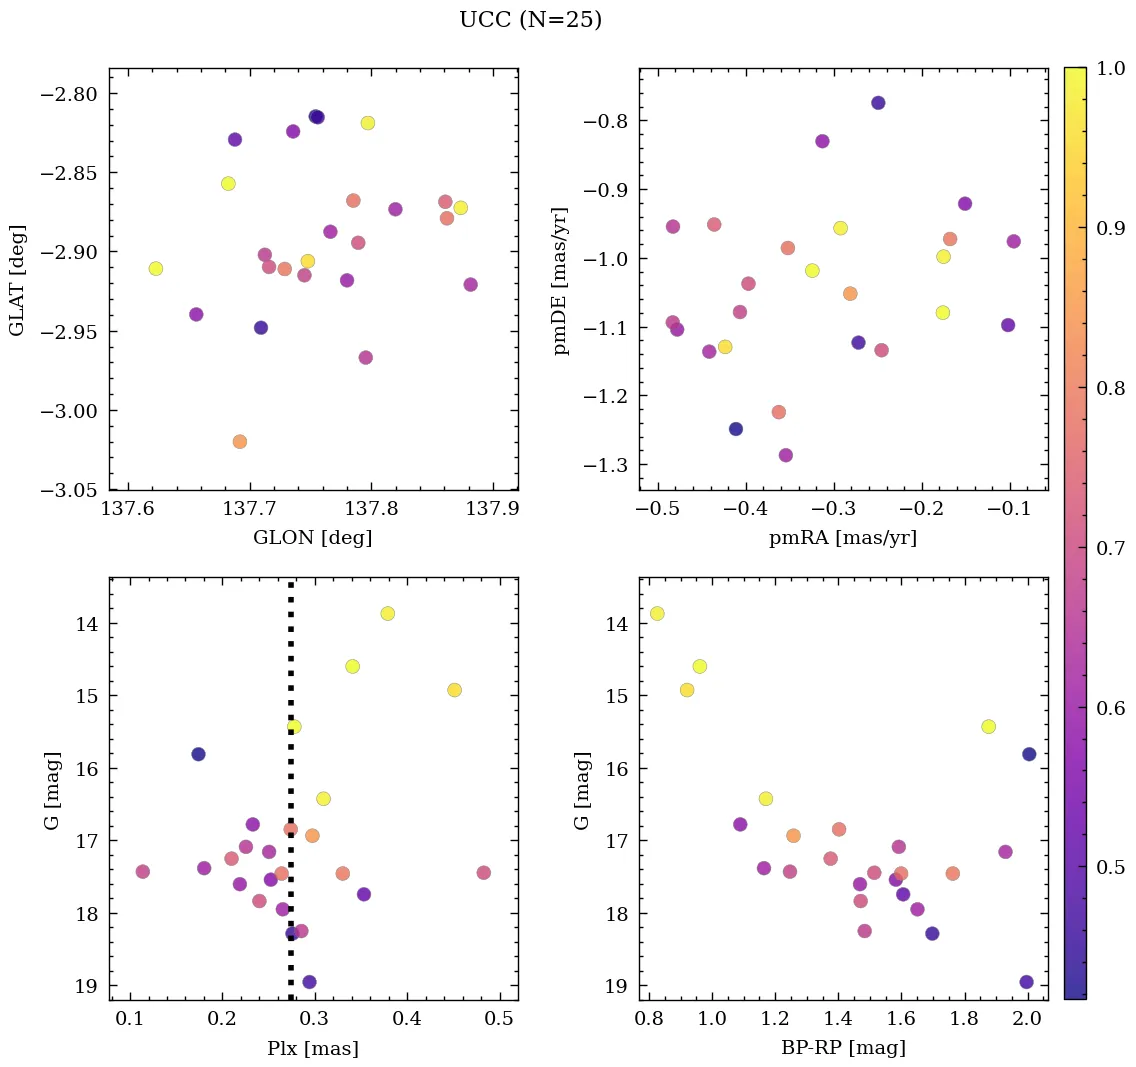 UCC (N=25)
−2.80
−2.85
−2.90
−2.95
−3.00
−3.05
GLAT [deg]
137.6 137.7 137.8 137.9
GLON [deg]
−0.8
−0.9
−1.0
−1.1
−1.2
−1.3
pmDE [mas/yr]
−0.5 −0.4 −0.3 −0.2 −0.1
pmRA [mas/yr]
14
15
16
17
18
19
G [mag]
0.1 0.2 0.3 0.4 0.5
Plx [mas]
14
15
16
17
18
19
G [mag]
0.8 1.0 1.2 1.4 1.6 1.8 2.0
BP-RP [mag]
1.0
0.9
0.8
0.7
0.6
0.5